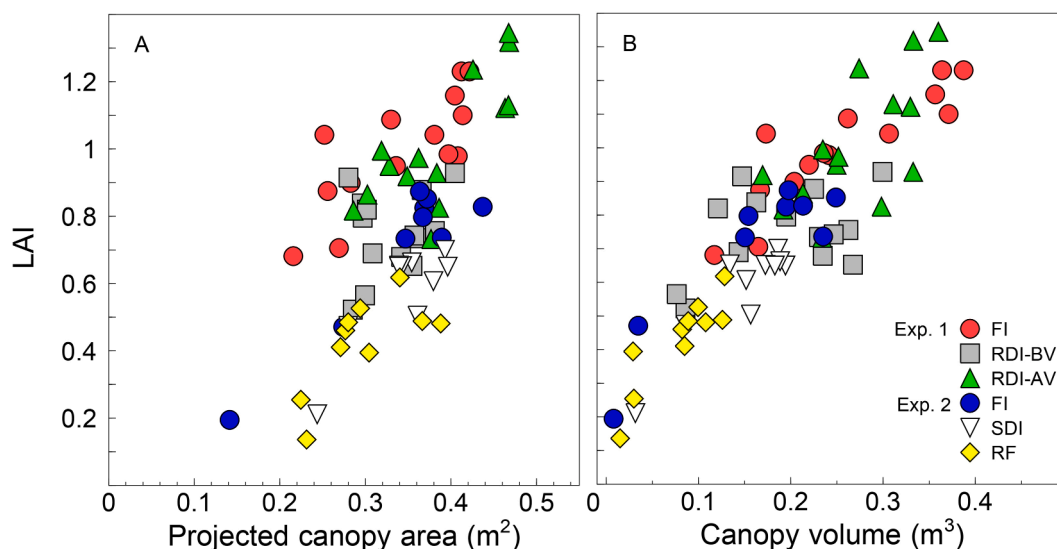 A
B
LAI
1.2
1
0.8
0.6
0.4
0.2
Exp. 1 FI
RDI-BV
RDI-AV
Exp. 2 FI
SDI
RF
0 0.1 0.2 0.3 0.4 0.5
0 0.1 0.2 0.3 0.4
Projected canopy area (m²)
Canopy volume (m³)